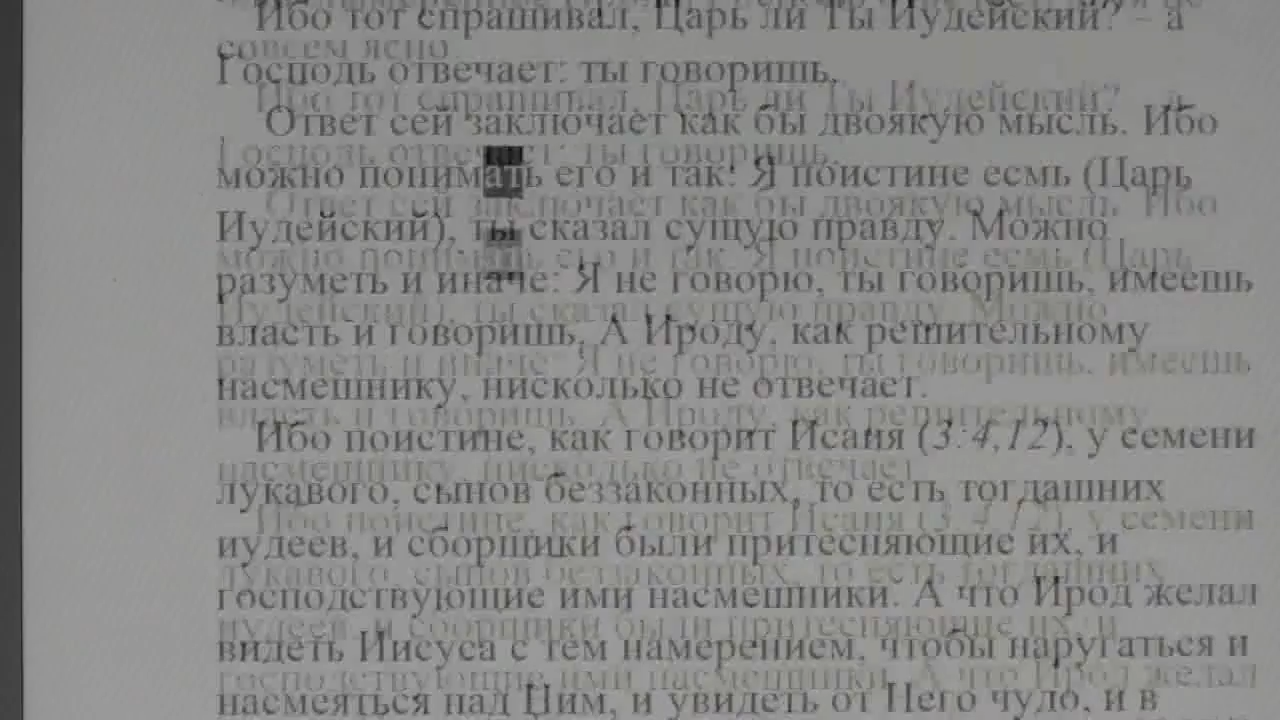 Ибо тот спрашивал, Царь ли Ты Иудейский? – а
Господь отвечает: ты говоришь.
Ответ сей заключает как бы двоякую мысль. Ибо
можно понимать его и так: Я поистине есмь (Царь
Иудейский), ты сказал сущую правду. Можно
разуметь и иначе: Я не говорю, ты говоришь, имеешь
власть и говоришь. А Ироду, как решительному
насмешнику, нисколько не отвечает.
Ибо поистине, как говорит Исаия (3:4,12), у семени
лукавого, сынов беззаконных, то есть тогдашних
иудеев, и сборщики были притесняющие их, и
господствующие ими насмешники. А что Ирод желал
видеть Иисуса с тем намерением, чтобы наругаться и
насмеяться над Ним, и увидеть от Него чудо, и в